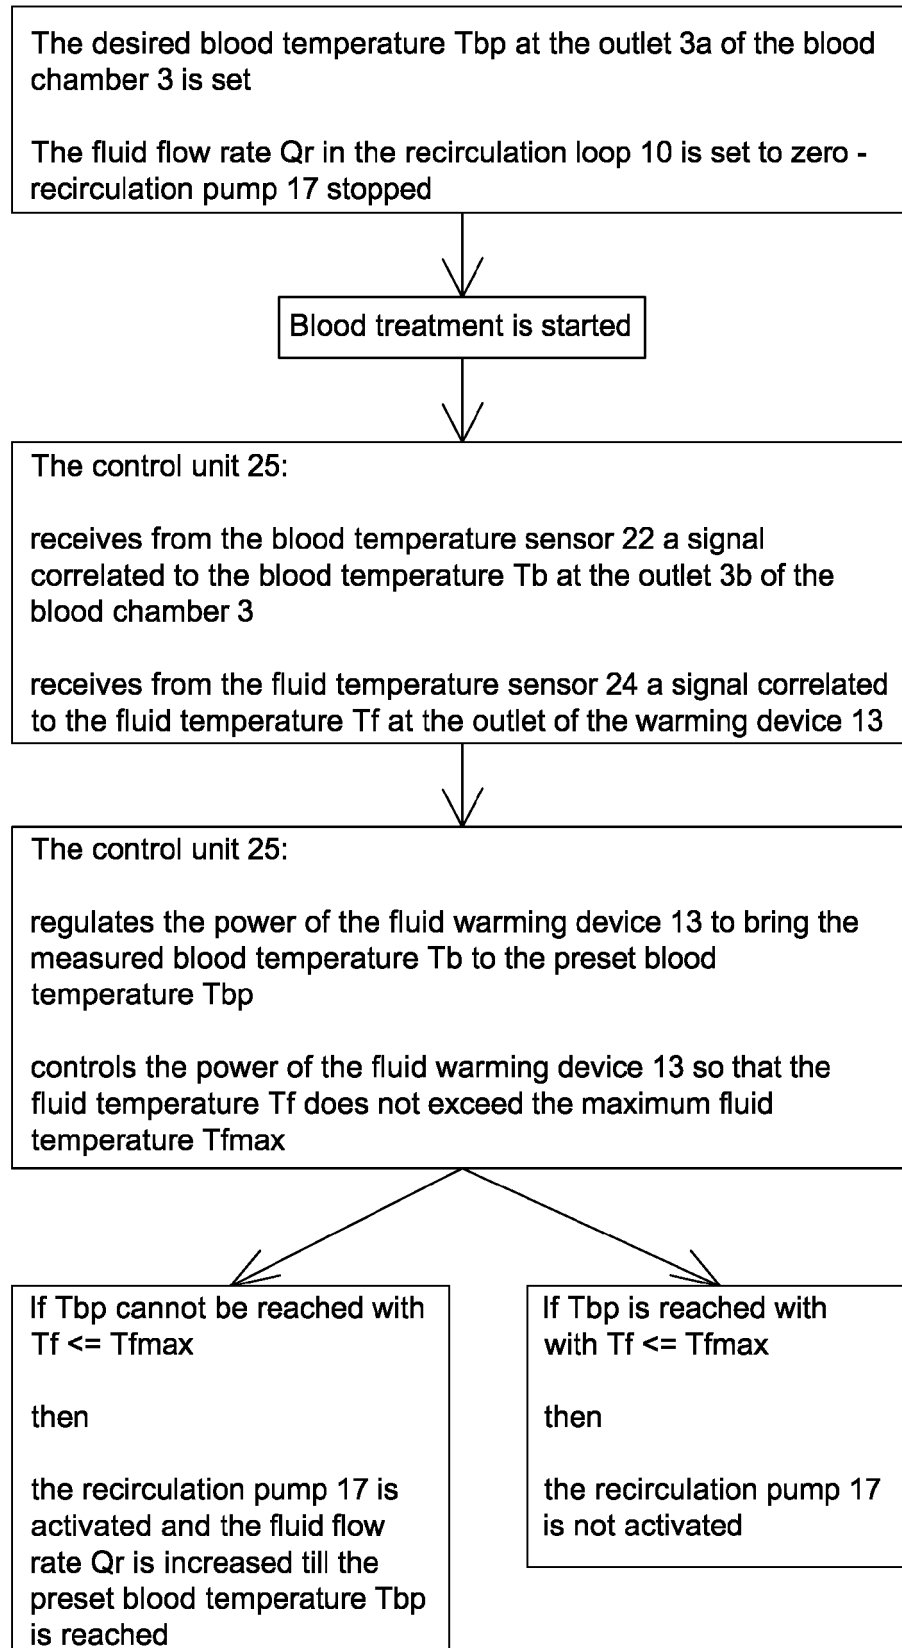 The desired blood temperature Tbp at the outlet 3a of the blood
chamber 3 is set
The fluid flow rate Qr in the recirculation loop 10 is set to zero -
recirculation pump 17 stopped
Blood treatment is started
The control unit 25:
receives from the blood temperature sensor 22 a signal
correlated to the blood temperature Tb at the outlet 3b of the
blood chamber 3
receives from the fluid temperature sensor 24 a signal correlated
to the fluid temperature Tf at the outlet of the warming device 13
The control unit 25:
regulates the power of the fluid warming device 13 to bring the
measured blood temperature Tb to the preset blood
temperature Tbp
controls the power of the fluid warming device 13 so that the
fluid temperature Tf does not exceed the maximum fluid
temperature Tfmax
If Tbp cannot be reached with
Tf <= Tfmax
then
the recirculation pump 17 is
activated and the fluid flow
rate Qr is increased till the
preset blood temperature Tbp
is reached
If Tbp is reached with
with Tf <= Tfmax
then
the recirculation pump 17
is not activated